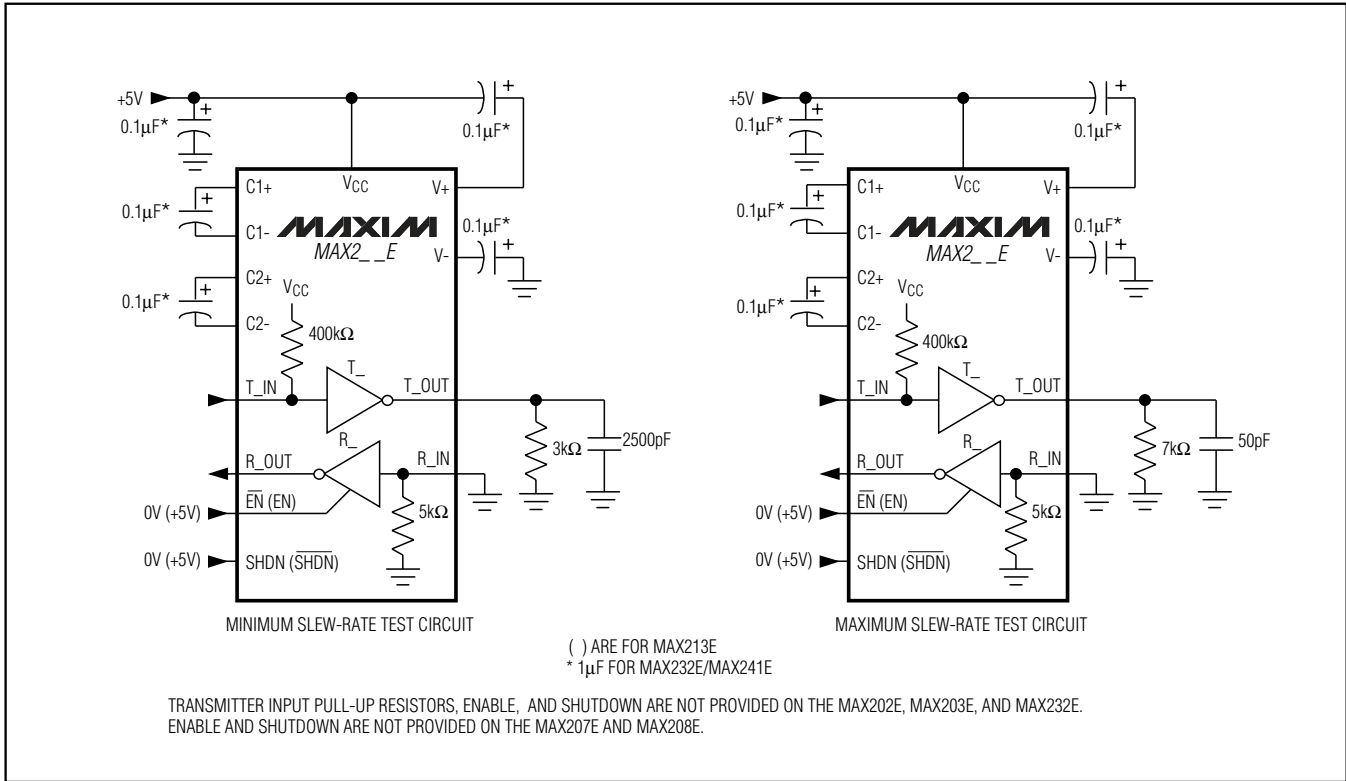 +5V
0.1µF*
+
0.1µF*
+
VCC
V+
C1+
0.1µF*
+
C1-
MAXIM
MAX2_ _E
0.1µF*
+
V-
C2+
0.1µF*
+
C2-
VCC
400kΩ
T_IN
T_
T_OUT
3kΩ
2500pF
R_OUT
R_
R_IN
0V (+5V)
E̅N̅ (EN)
5kΩ
0V (+5V)
SHDN (S̅H̅D̅N̅)
MINIMUM SLEW-RATE TEST CIRCUIT
+5V
0.1µF*
+
0.1µF*
+
VCC
V+
C1+
0.1µF*
+
C1-
MAXIM
MAX2_ _E
0.1µF*
+
V-
C2+
0.1µF*
+
C2-
VCC
400kΩ
T_IN
T_
T_OUT
7kΩ
50pF
R_OUT
R_
R_IN
0V (+5V)
E̅N̅ (EN)
5kΩ
0V (+5V)
SHDN (S̅H̅D̅N̅)
MAXIMUM SLEW-RATE TEST CIRCUIT
( ) ARE FOR MAX213E
* 1µF FOR MAX232E/MAX241E
TRANSMITTER INPUT PULL-UP RESISTORS, ENABLE, AND SHUTDOWN ARE NOT PROVIDED ON THE MAX202E, MAX203E, AND MAX232E.
ENABLE AND SHUTDOWN ARE NOT PROVIDED ON THE MAX207E AND MAX208E.